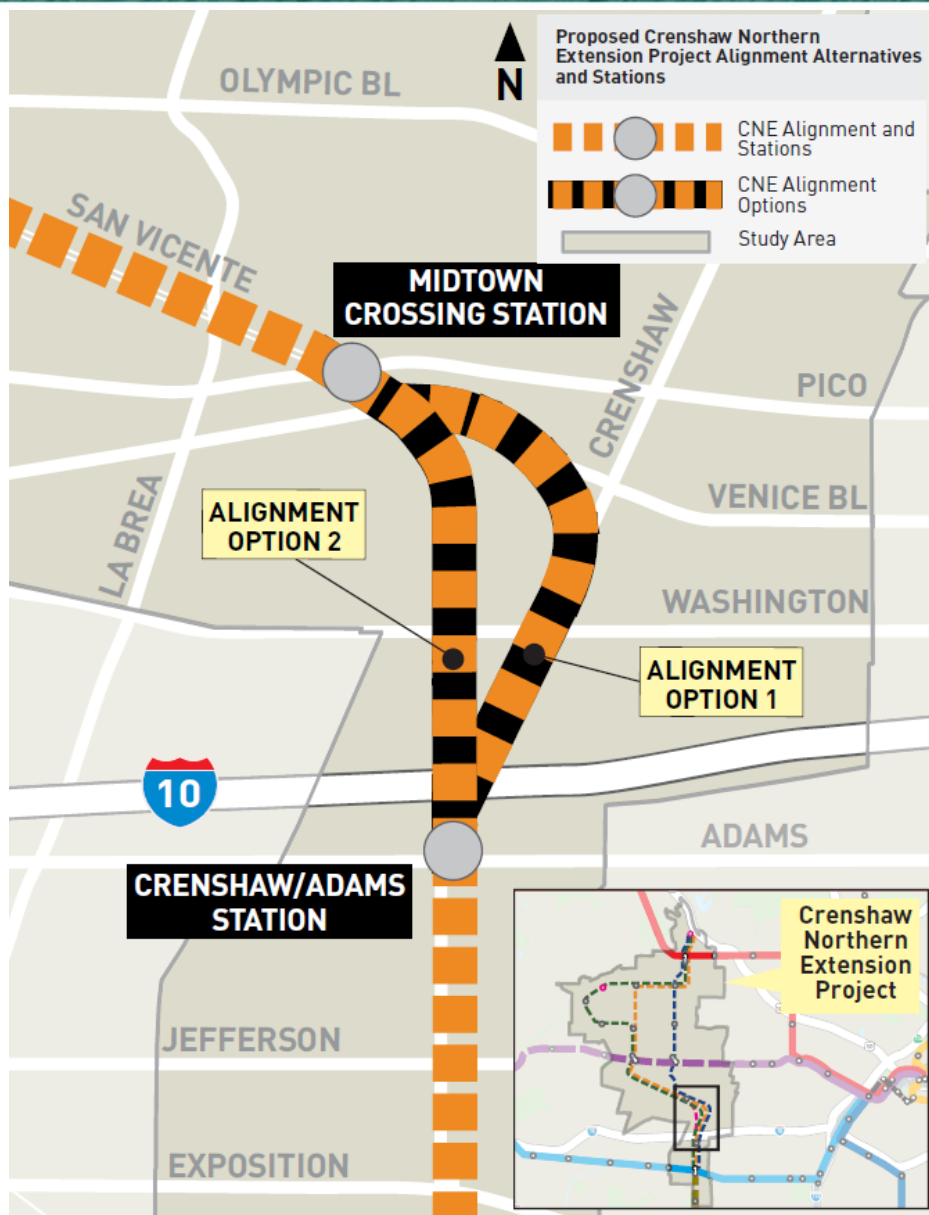 Proposed Crenshaw Northern
Extension Project Alignment Alternatives
and Stations
CNE Alignment and
Stations
CNE Alignment
Options
Study Area
N
OLYMPIC BL
SAN VICENTE
MIDTOWN
CROSSING STATION
CRENSHAW
PICO
LA BREA
VENICE BL
ALIGNMENT
OPTION 2
WASHINGTON
ALIGNMENT
OPTION 1
10
ADAMS
CRENSHAW/ADAMS
STATION
Crenshaw
Northern
Extension
Project
JEFFERSON
EXPOSITION